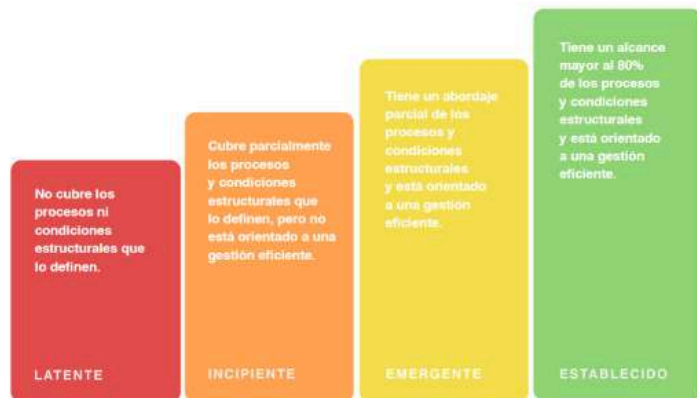 No cubre los
procesos ni
condiciones
estructurales que
lo definen.
LATENTE
Cubre parcialmente
los procesos
y condiciones
estructurales que
lo definen, pero no
está orientado a una
gestión eficiente.
INCIPIENTE
Tiene un abordaje
parcial de los
procesos y
condiciones
estructurales
y está orientado
a una gestión
eficiente.
EMERGENTE
Tiene un alcance
mayor al 80%
de los procesos
y condiciones
estructurales
y está orientado
a una gestión
eficiente.
ESTABLECIDO